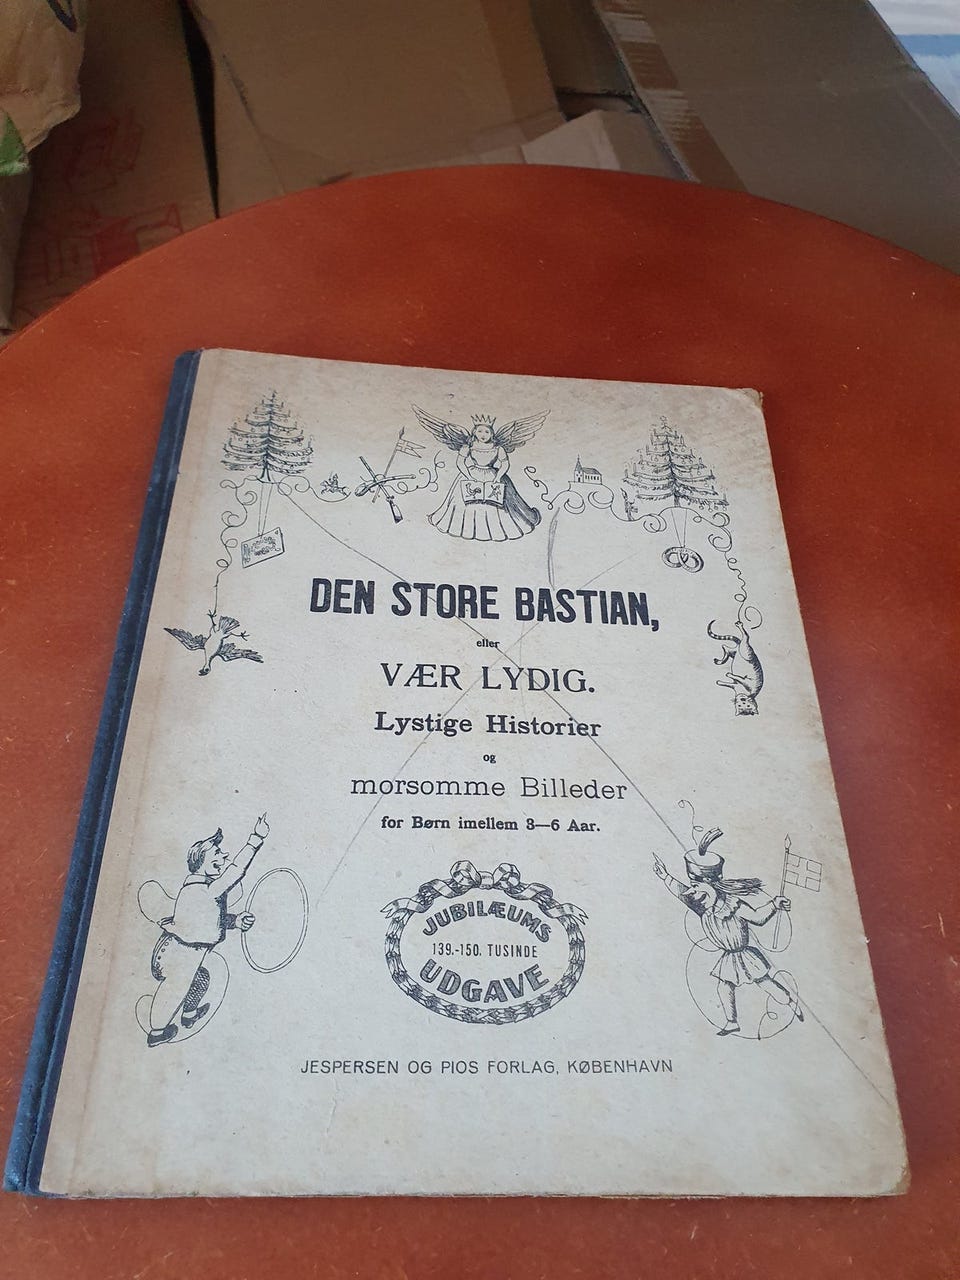 DEN STORE BASTIAN,
eller
VÆR LYDIG.
Lystige Historier
og
morsomme Billeder
for Børn imellem 3—6 Aar.
JUBILÆUMS
139.-150. TUSINDE
UDGAVE
JESPERSEN OG PIOS FORLAG, KØBENHAVN